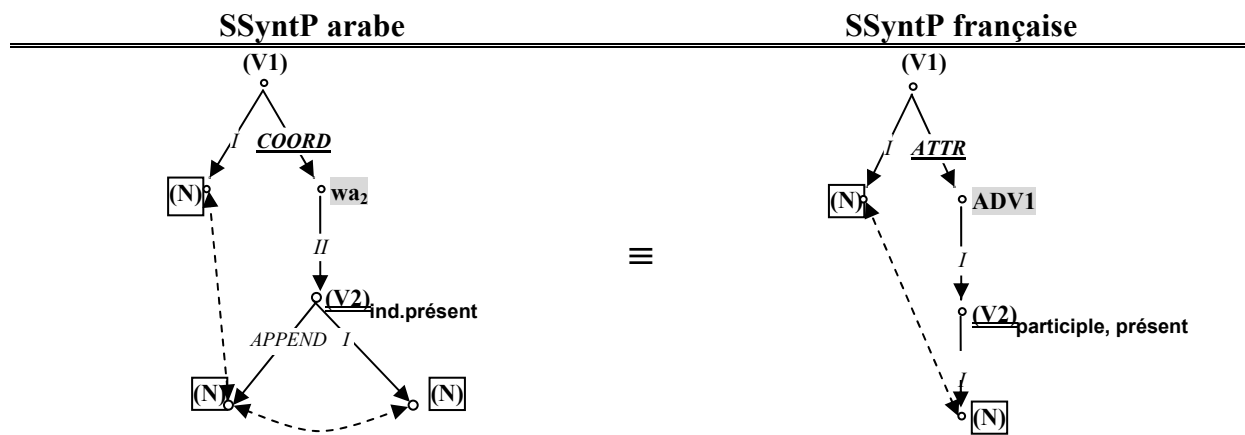 SSyntP arabe SSyntP française
(V1) (V1)
I COORD I ATTR
(N) wa₂ (N) ADV1
II I
≡
(V2)ind.présent (V2)participle, présent
APPEND I I
(N) (N) (N)